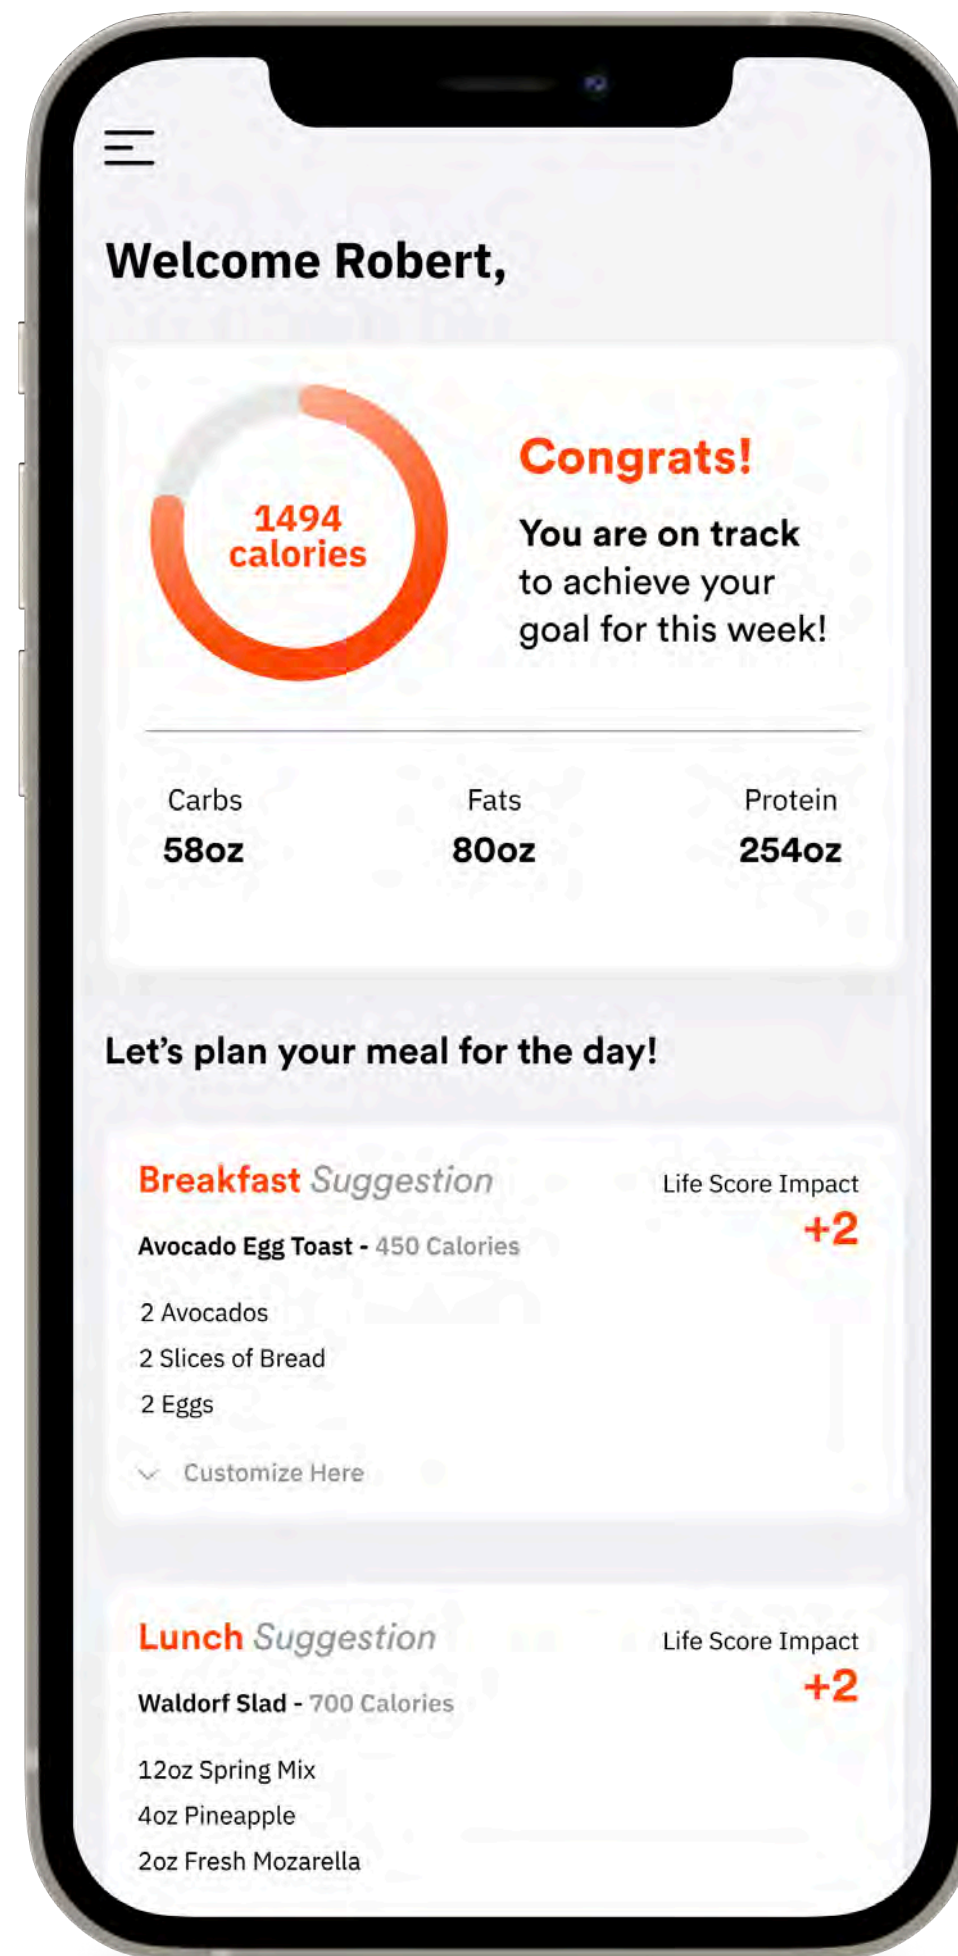 Welcome Robert,
1494
calories
Congrats!
You are on track
to achieve your
goal for this week!
Carbs
58oz
Fats
80oz
Protein
254oz
Let's plan your meal for the day!
Breakfast Suggestion
Life Score Impact
+2
Avocado Egg Toast - 450 Calories
2 Avocados
2 Slices of Bread
2 Eggs
Customize Here
Lunch Suggestion
Life Score Impact
+2
Waldorf Slad - 700 Calories
12oz Spring Mix
4oz Pineapple
2oz Fresh Mozarella